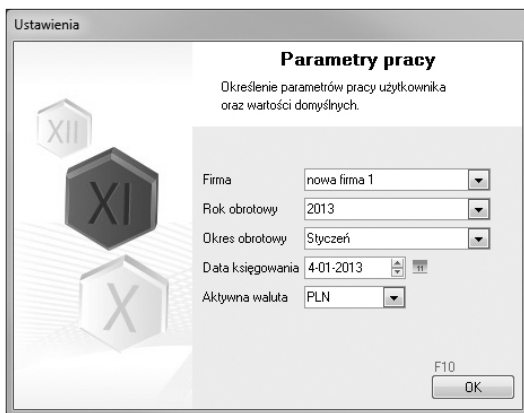 Ustawienia
Parametry pracy
Określenie parametrów pracy użytkownika
oraz wartości domyślnych.
XII
XI
X
Firma nowa firma 1
Rok obrotowy 2013
Okres obrotowy Styczeń
Data księgowania 4-01-2013 11
Aktywna waluta PLN
F10
OK